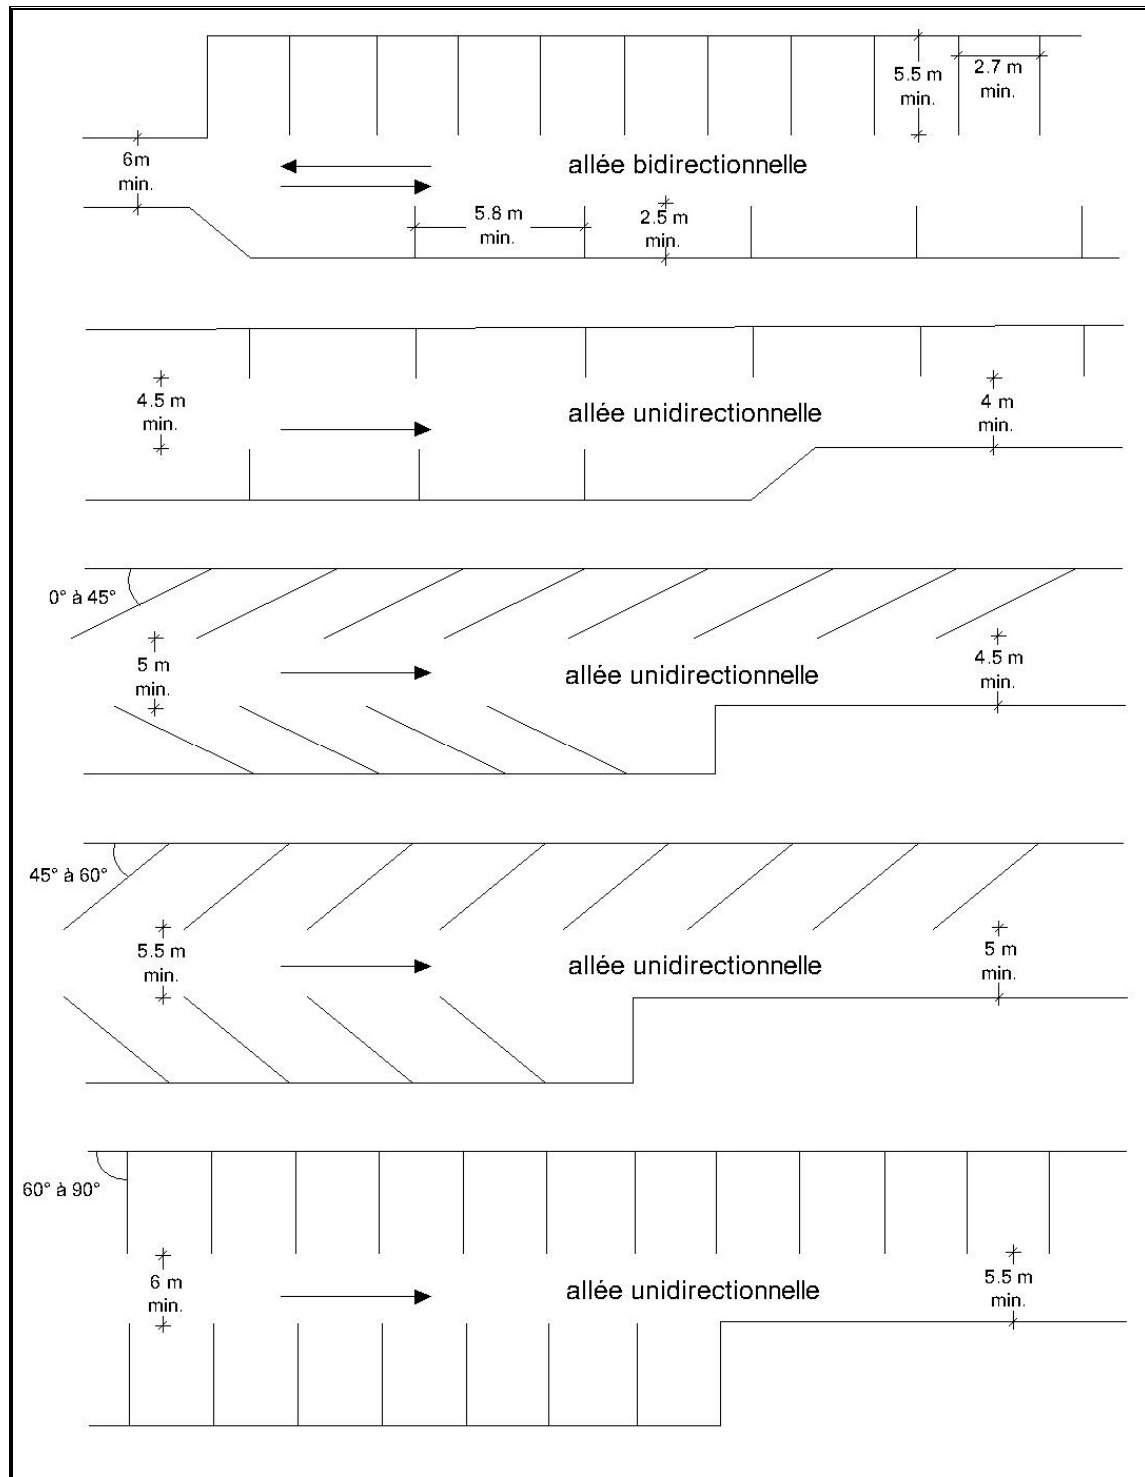 5.5 m
min.
2.7 m
min.
6m
min.
allée bidirectionnelle
5.8 m
min.
2.5 m
min.
4.5 m
min.
allée unidirectionnelle
4 m
min.
0° à 45°
5 m
min.
allée unidirectionnelle
4.5 m
min.
45° à 60°
5.5 m
min.
allée unidirectionnelle
5 m
min.
60° à 90°
6 m
min.
allée unidirectionnelle
5.5 m
min.